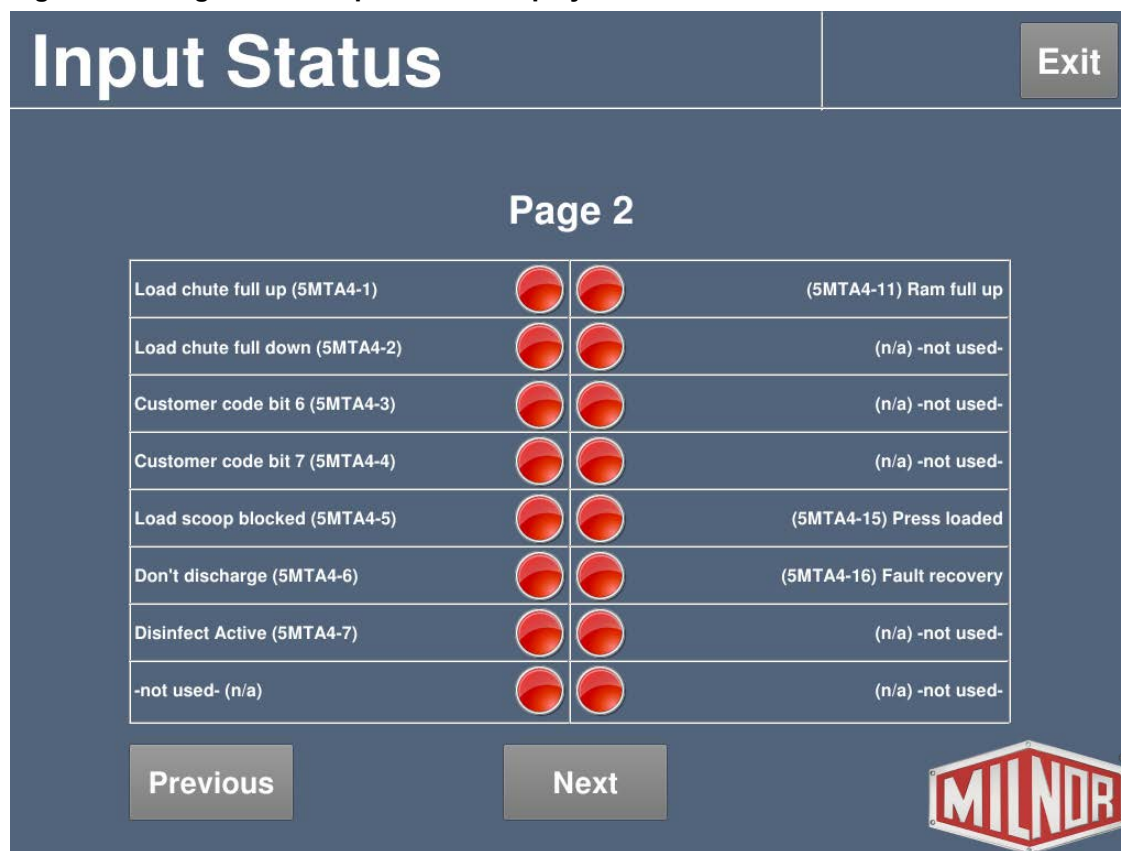 Input Status
Exit
Page 2
Load chute full up (5MTA4-1)
(5MTA4-11) Ram full up
Load chute full down (5MTA4-2)
(n/a) -not used-
Customer code bit 6 (5MTA4-3)
(n/a) -not used-
Customer code bit 7 (5MTA4-4)
(n/a) -not used-
Load scoop blocked (5MTA4-5)
(5MTA4-15) Press loaded
Don't discharge (5MTA4-6)
(5MTA4-16) Fault recovery
Disinfect Active (5MTA4-7)
(n/a) -not used-
-not used- (n/a)
(n/a) -not used-
Previous
Next
MILNOR